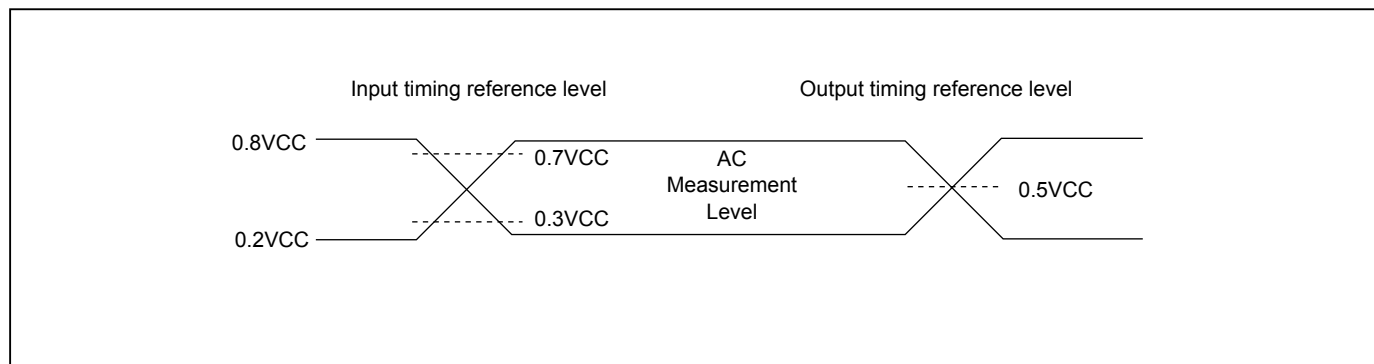 Input timing reference level
Output timing reference level
0.8VCC
0.7VCC
AC
Measurement
Level
0.5VCC
0.3VCC
0.2VCC